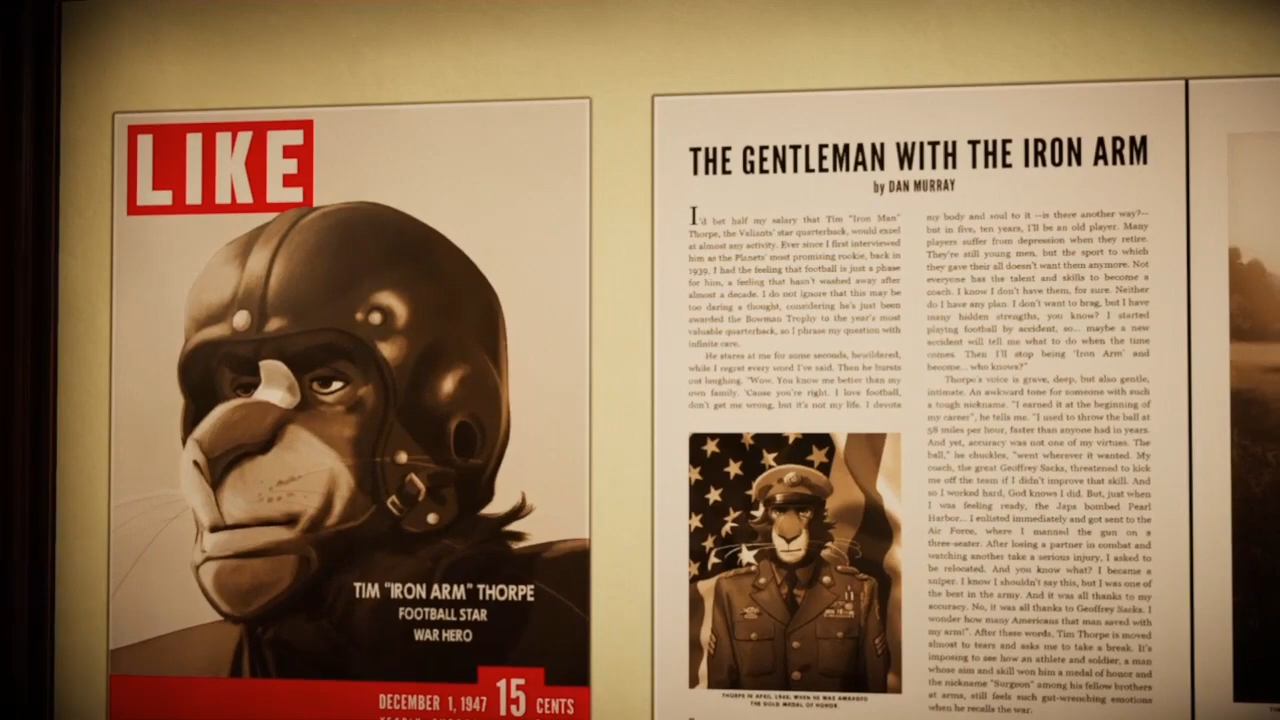 LIKE
TIM "IRON ARM" THORPE
FOOTBALL STAR
WAR HERO
DECEMBER 1, 1947 15 CENTS
THE GENTLEMAN WITH THE IRON ARM
by DAN MURRAY
I'd bet half my salary that Tim "Iron Man"
Thorpe, the Valiants' star quarterback, would excel
at almost any activity. Ever since I first interviewed
him as the Planets' most promising rookie, back in
1939, I had the feeling that football is just a phase
for him, a feeling that hasn't washed away after
almost a decade. I do not ignore that this may be
too daring a thought, considering he's just been
awarded the Bowman Trophy to the year's most
valuable quarterback, so I phrase my question with
infinite care.
He stares at me for some seconds, bewildered,
while I regret every word I've said. Then he bursts
out laughing. "Wow. You know me better than my
own family. 'Cause you're right. I love football,
don't get me wrong, but it's not my life. I devote
THORPE IN APRIL 1945, WHEN HE WAS AWARDED
THE GOLD MEDAL OF HONOR.
my body and soul to it —is there another way?—
but in five, ten years, I'll be an old player. Many
players suffer from depression when they retire.
They're still young men, but the sport to which
they gave their all doesn't want them anymore. Not
everyone has the talent and skills to become a
coach. I know I don't have them, for sure. Neither
do I have any plan. I don't want to brag, but I have
many hidden strengths, you know? I started
playing football by accident, so... maybe a new
accident will tell me what to do when the time
comes. Then I'll stop being 'Iron Arm' and
become... who knows?"
Thorpe's voice is grave, deep, but also gentle,
intimate. An awkward tone for someone with such
a tough nickname. "I earned it at the beginning of
my career", he tells me. "I used to throw the ball at
58 miles per hour, faster than anyone had in years.
And yet, accuracy was not one of my virtues. The
ball," he chuckles, "went wherever it wanted. My
coach, the great Geoffrey Sacks, threatened to kick
me off the team if I didn't improve that skill. And
so I worked hard, God knows I did. But, just when
I was feeling ready, the Japs bombed Pearl
Harbor... I enlisted immediately and got sent to the
Air Force, where I manned the gun on a
three-seater. After losing a partner in combat and
watching another take a serious injury, I asked to
be relocated. And you know what? I became a
sniper. I know I shouldn't say this, but I was one of
the best in the army. And it was all thanks to my
accuracy. No, it was all thanks to Geoffrey Sacks. I
wonder how many Americans that man saved with
my arm!". After these words, Tim Thorpe is moved
almost to tears and asks me to take a break. It's
imposing to see how an athlete and soldier, a man
whose aim and skill won him a medal of honor and
the nickname "Surgeon" among his fellow brothers
at arms, still feels such gut-wrenching emotions
when he recalls the war.